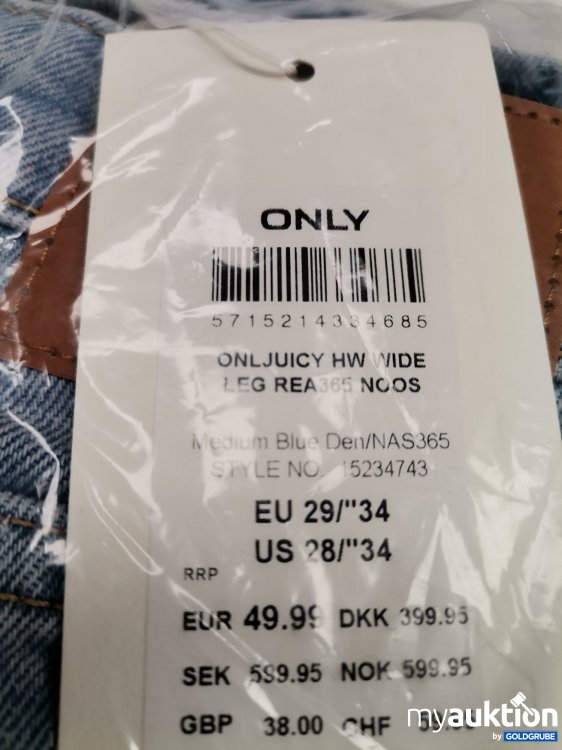 ONLY
5715214334685
ONLJUICY HW WIDE
LEG REA365 NOOS
Medium Blue Den/NAS365
STYLE NO. 15234743
EU 29/"34
US 28/"34
RRP
EUR 49.99 DKK 399.95
SEK 599.95 NOK 599.95
GBP 38.00 CHF
myauktion
by GOLDGRUBE